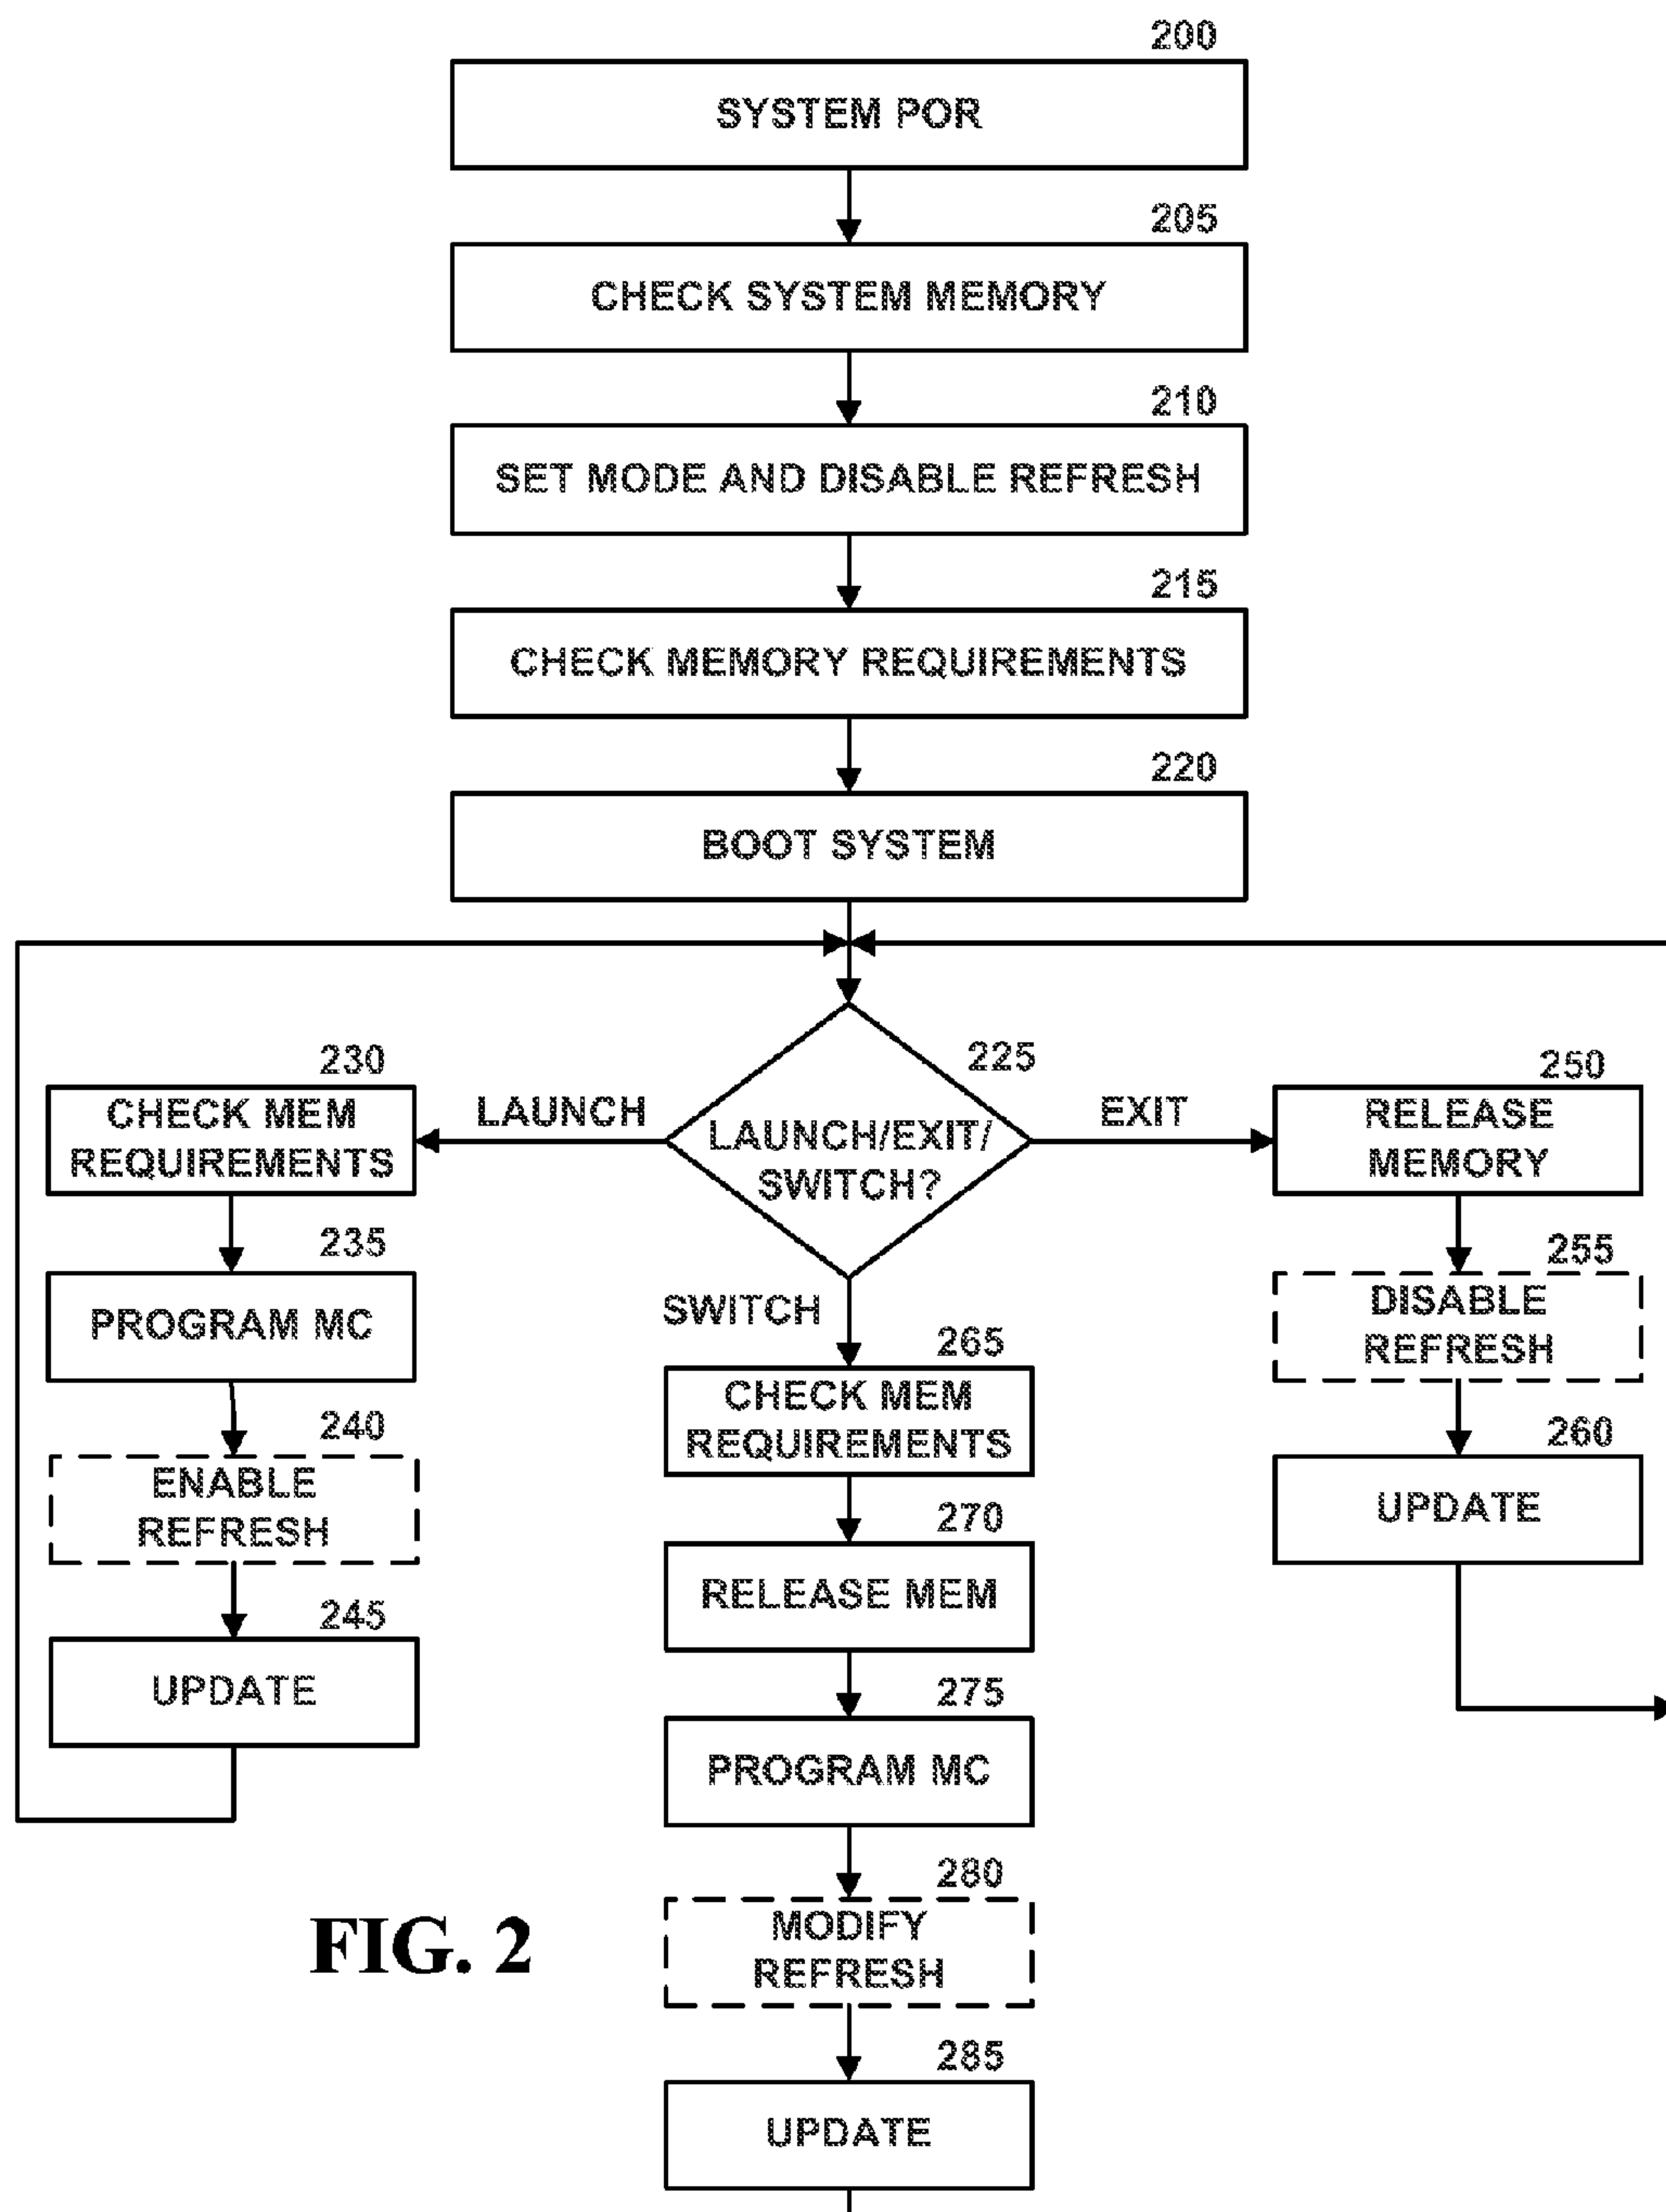 200
SYSTEM POR
205
CHECK SYSTEM MEMORY
210
SET MODE AND DISABLE REFRESH
215
CHECK MEMORY REQUIREMENTS
220
BOOT SYSTEM
225
LAUNCH/EXIT/
SWITCH?
LAUNCH
230
CHECK MEM
REQUIREMENTS
235
PROGRAM MC
240
ENABLE
REFRESH
245
UPDATE
EXIT
250
RELEASE
MEMORY
255
DISABLE
REFRESH
260
UPDATE
SWITCH
265
CHECK MEM
REQUIREMENTS
270
RELEASE MEM
275
PROGRAM MC
280
MODIFY
REFRESH
285
UPDATE
FIG. 2